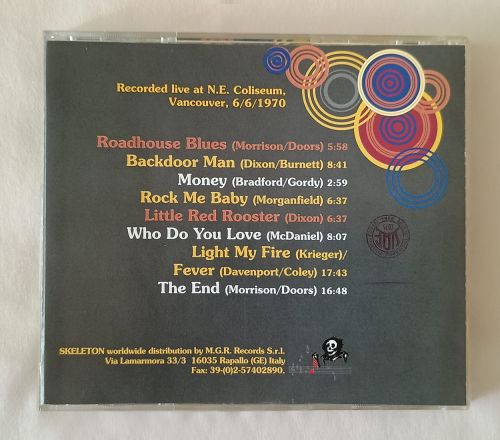 Recorded live at N.E. Coliseum,
Vancouver, 6/6/1970
Roadhouse Blues (Morrison/Doors) 5:58
Backdoor Man (Dixon/Burnett) 8:41
Money (Bradford/Gordy) 2:59
Rock Me Baby (Morganfield) 6:37
Little Red Rooster (Dixon) 6:37
Who Do You Love (McDaniel) 8:07
Light My Fire (Krieger)/
Fever (Davenport/Coley) 17:43
The End (Morrison/Doors) 16:48
SKELETON worldwide distribution by M.G.R. Records S.r.l.
Via Lamarmora 33/3 16035 Rapallo (GE) Italy
Fax: 39-(0)2-57402890.